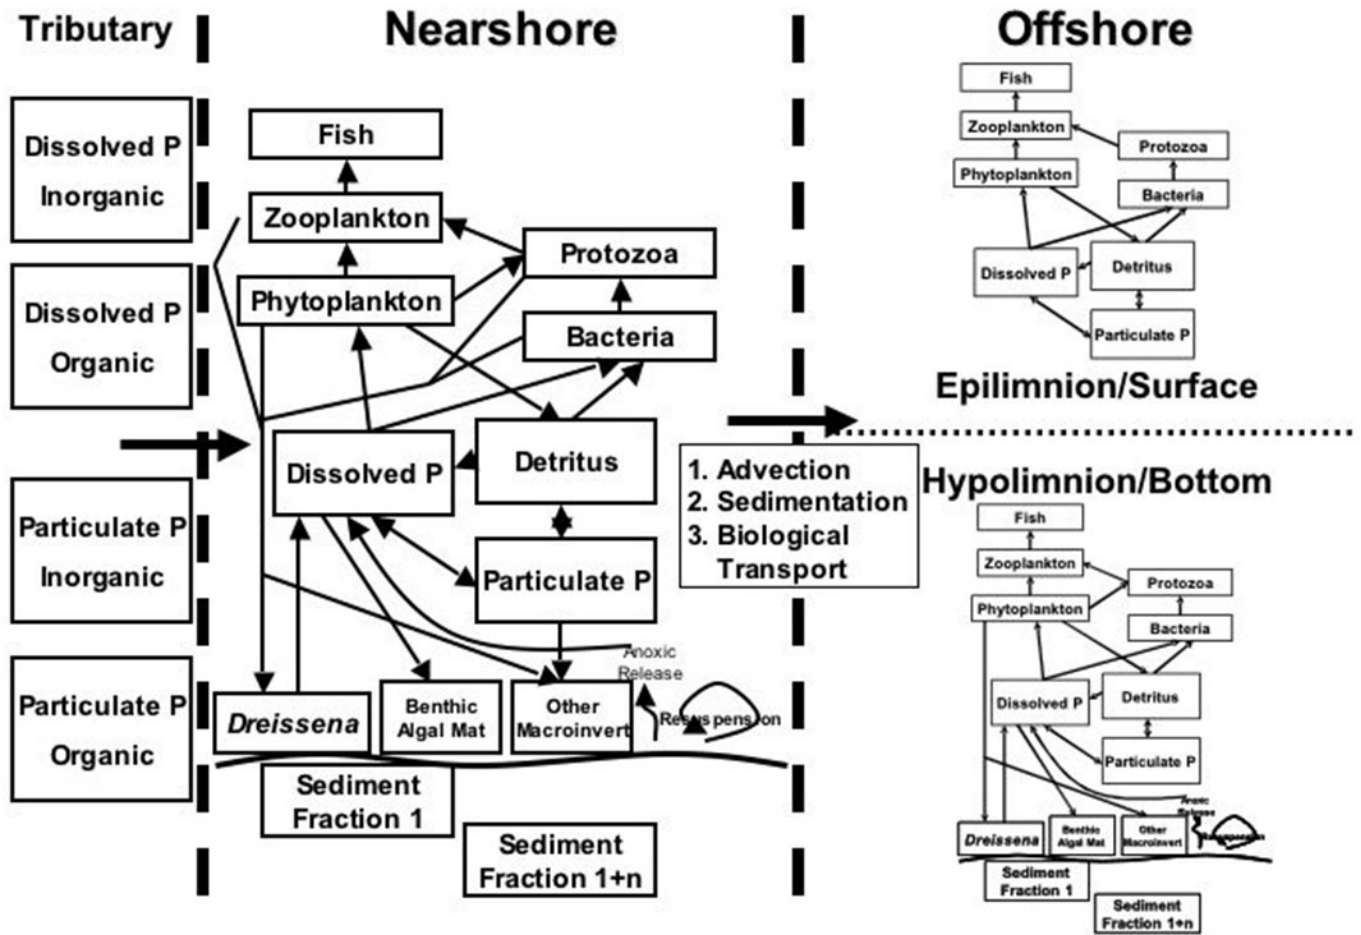 Tributary
Dissolved P
Inorganic
Dissolved P
Organic
Particulate P
Inorganic
Particulate P
Organic
Nearshore
Fish
Zooplankton
Protozoa
Phytoplankton
Bacteria
Dissolved P
Detritus
Particulate P
Anoxic
Release
Resuspension
Dreissena
Benthic
Algal Mat
Other
Macroinvert
Sediment
Fraction 1
Sediment
Fraction 1+n
1. Advection
2. Sedimentation
3. Biological
Transport
Offshore
Fish
Zooplankton
Protozoa
Phytoplankton
Bacteria
Dissolved P
Detritus
Particulate P
Epilimnion/Surface
Hypolimnion/Bottom
Fish
Zooplankton
Protozoa
Phytoplankton
Bacteria
Dissolved P
Detritus
Particulate P
Anoxic
Release
Resuspension
Dreissena
Benthic
Algal Mat
Other
Macroinvert
Sediment
Fraction 1
Sediment
Fraction 1+n